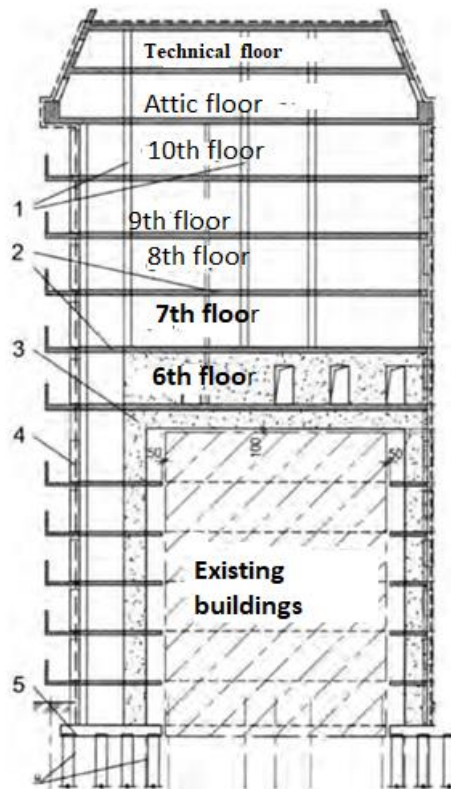 Technical floor
Attic floor
10th floor
1
9th floor
2
8th floor
7th floor
3
6th floor
4
50
100
50
Existing
buildings
5